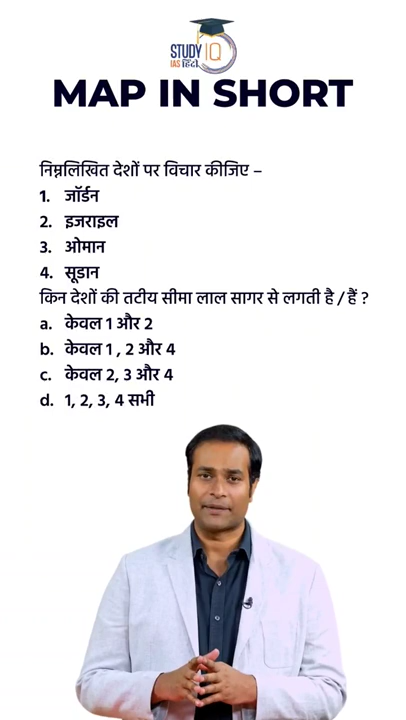 STUDY IQ
IAS हिंदी
MAP IN SHORT
निम्नलिखित देशों पर विचार कीजिए –
1. जॉर्डन
2. इजराइल
3. ओमान
4. सूडान
किन देशों की तटीय सीमा लाल सागर से लगती है / हैं ?
a. केवल 1 और 2
b. केवल 1 , 2 और 4
c. केवल 2, 3 और 4
d. 1, 2, 3, 4 सभी